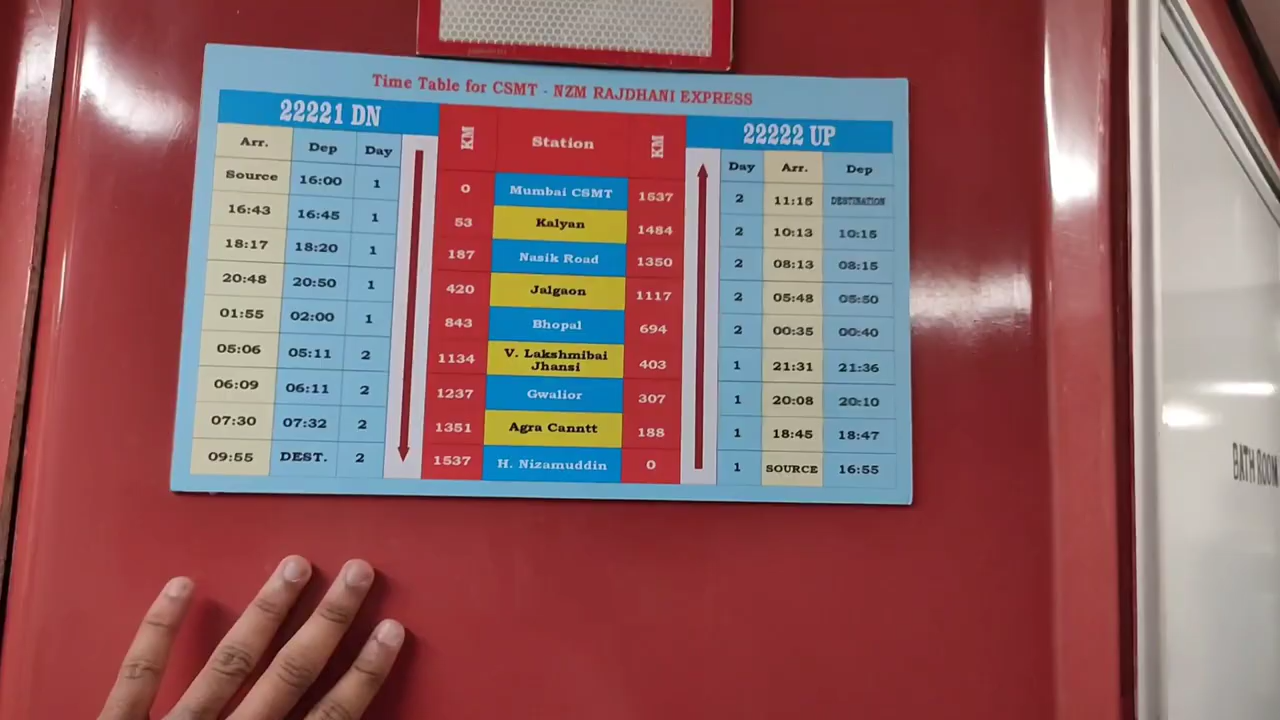 Time Table for CSMT - NZM RAJDHANI EXPRESS
22221 DN KM Station KM 22222 UP
Arr. Dep Day Day Arr. Dep
Source 16:00 1 0 Mumbai CSMT 1537 2 11:15 DESTINATION
16:43 16:45 1 53 Kalyan 1484 2 10:13 10:15
18:17 18:20 1 187 Nasik Road 1350 2 08:13 08:15
20:48 20:50 1 420 Jalgaon 1117 2 05:48 05:50
01:55 02:00 1 843 Bhopal 694 2 00:35 00:40
05:06 05:11 2 1134 V. Lakshmibai Jhansi 403 1 21:31 21:36
06:09 06:11 2 1237 Gwalior 307 1 20:08 20:10
07:30 07:32 2 1351 Agra Canntt 188 1 18:45 18:47
09:55 DEST. 2 1537 H. Nizamuddin 0 1 SOURCE 16:55
BATH ROOM